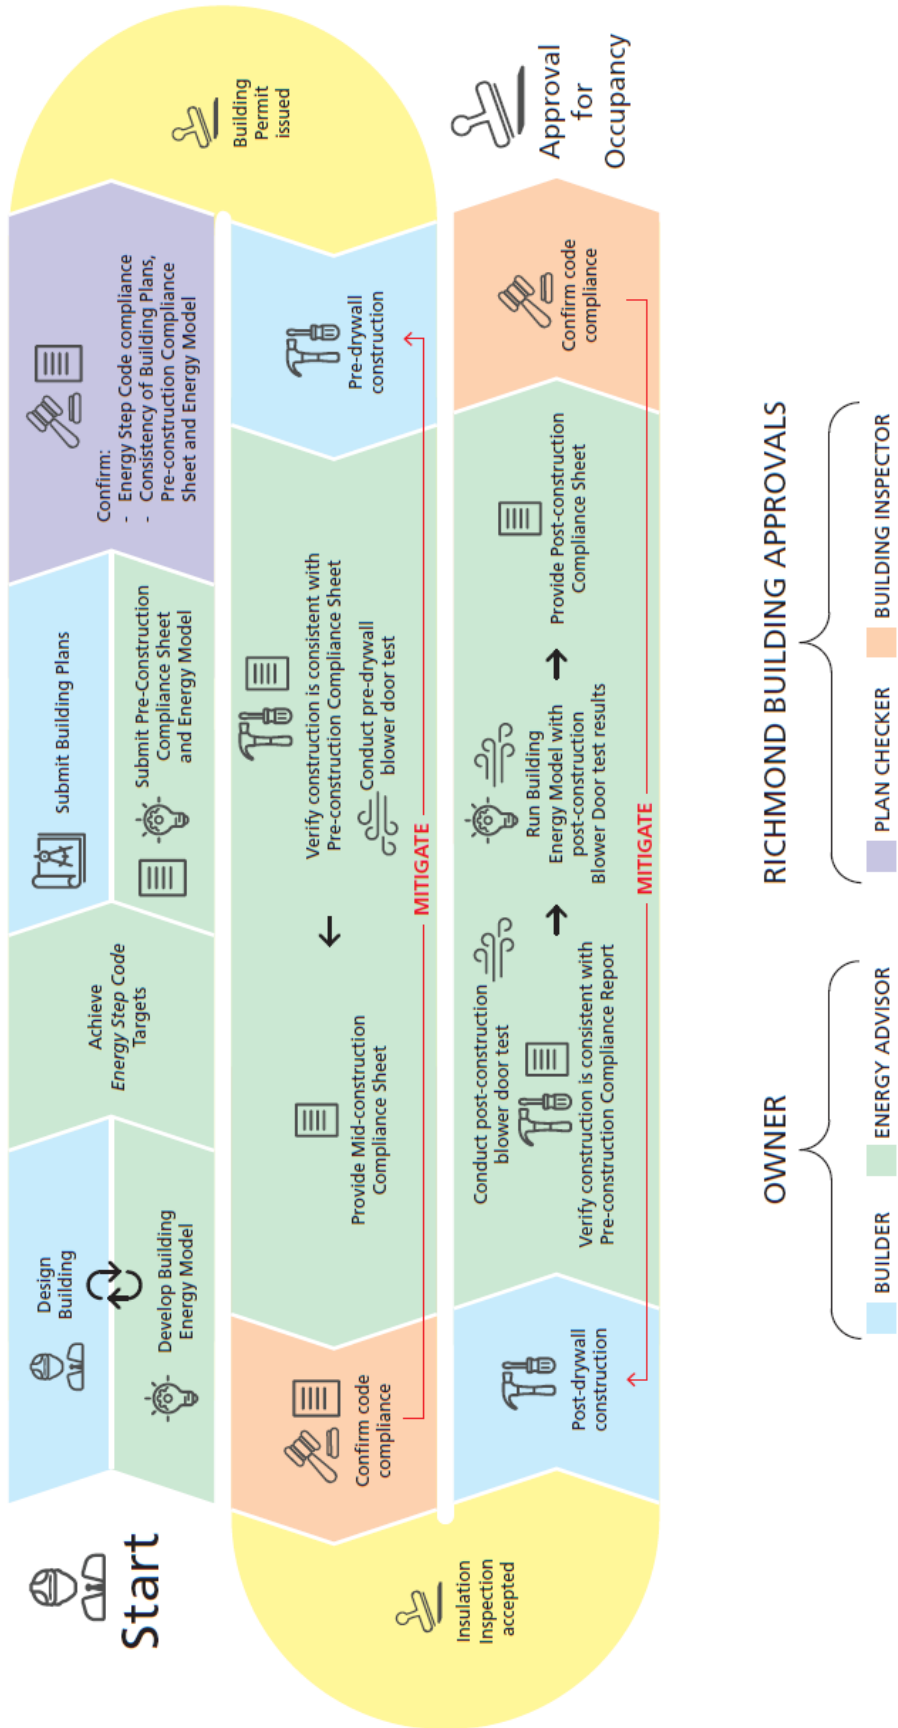 Start
Design
Building
Develop Building
Energy Model
Achieve
Energy Step Code
Targets
Submit Building Plans
Submit Pre-Construction
Compliance Sheet
and Energy Model
Confirm:
- Energy Step Code compliance
- Consistency of Building Plans,
Pre-construction Compliance
Sheet and Energy Model
Building
Permit
issued
Pre-drywall
construction
Verify construction is consistent with
Pre-construction Compliance Sheet
Conduct pre-drywall
blower door test
Provide Mid-construction
Compliance Sheet
Confirm code
compliance
MITIGATE
Insulation
Inspection
accepted
Post-drywall
construction
Conduct post-construction
blower door test
Verify construction is consistent with
Pre-construction Compliance Report
Run Building
Energy Model with
post-construction
Blower Door test results
Provide Post-construction
Compliance Sheet
Confirm code
compliance
MITIGATE
Approval
for
Occupancy
OWNER
BUILDER
ENERGY ADVISOR
RICHMOND BUILDING APPROVALS
PLAN CHECKER
BUILDING INSPECTOR